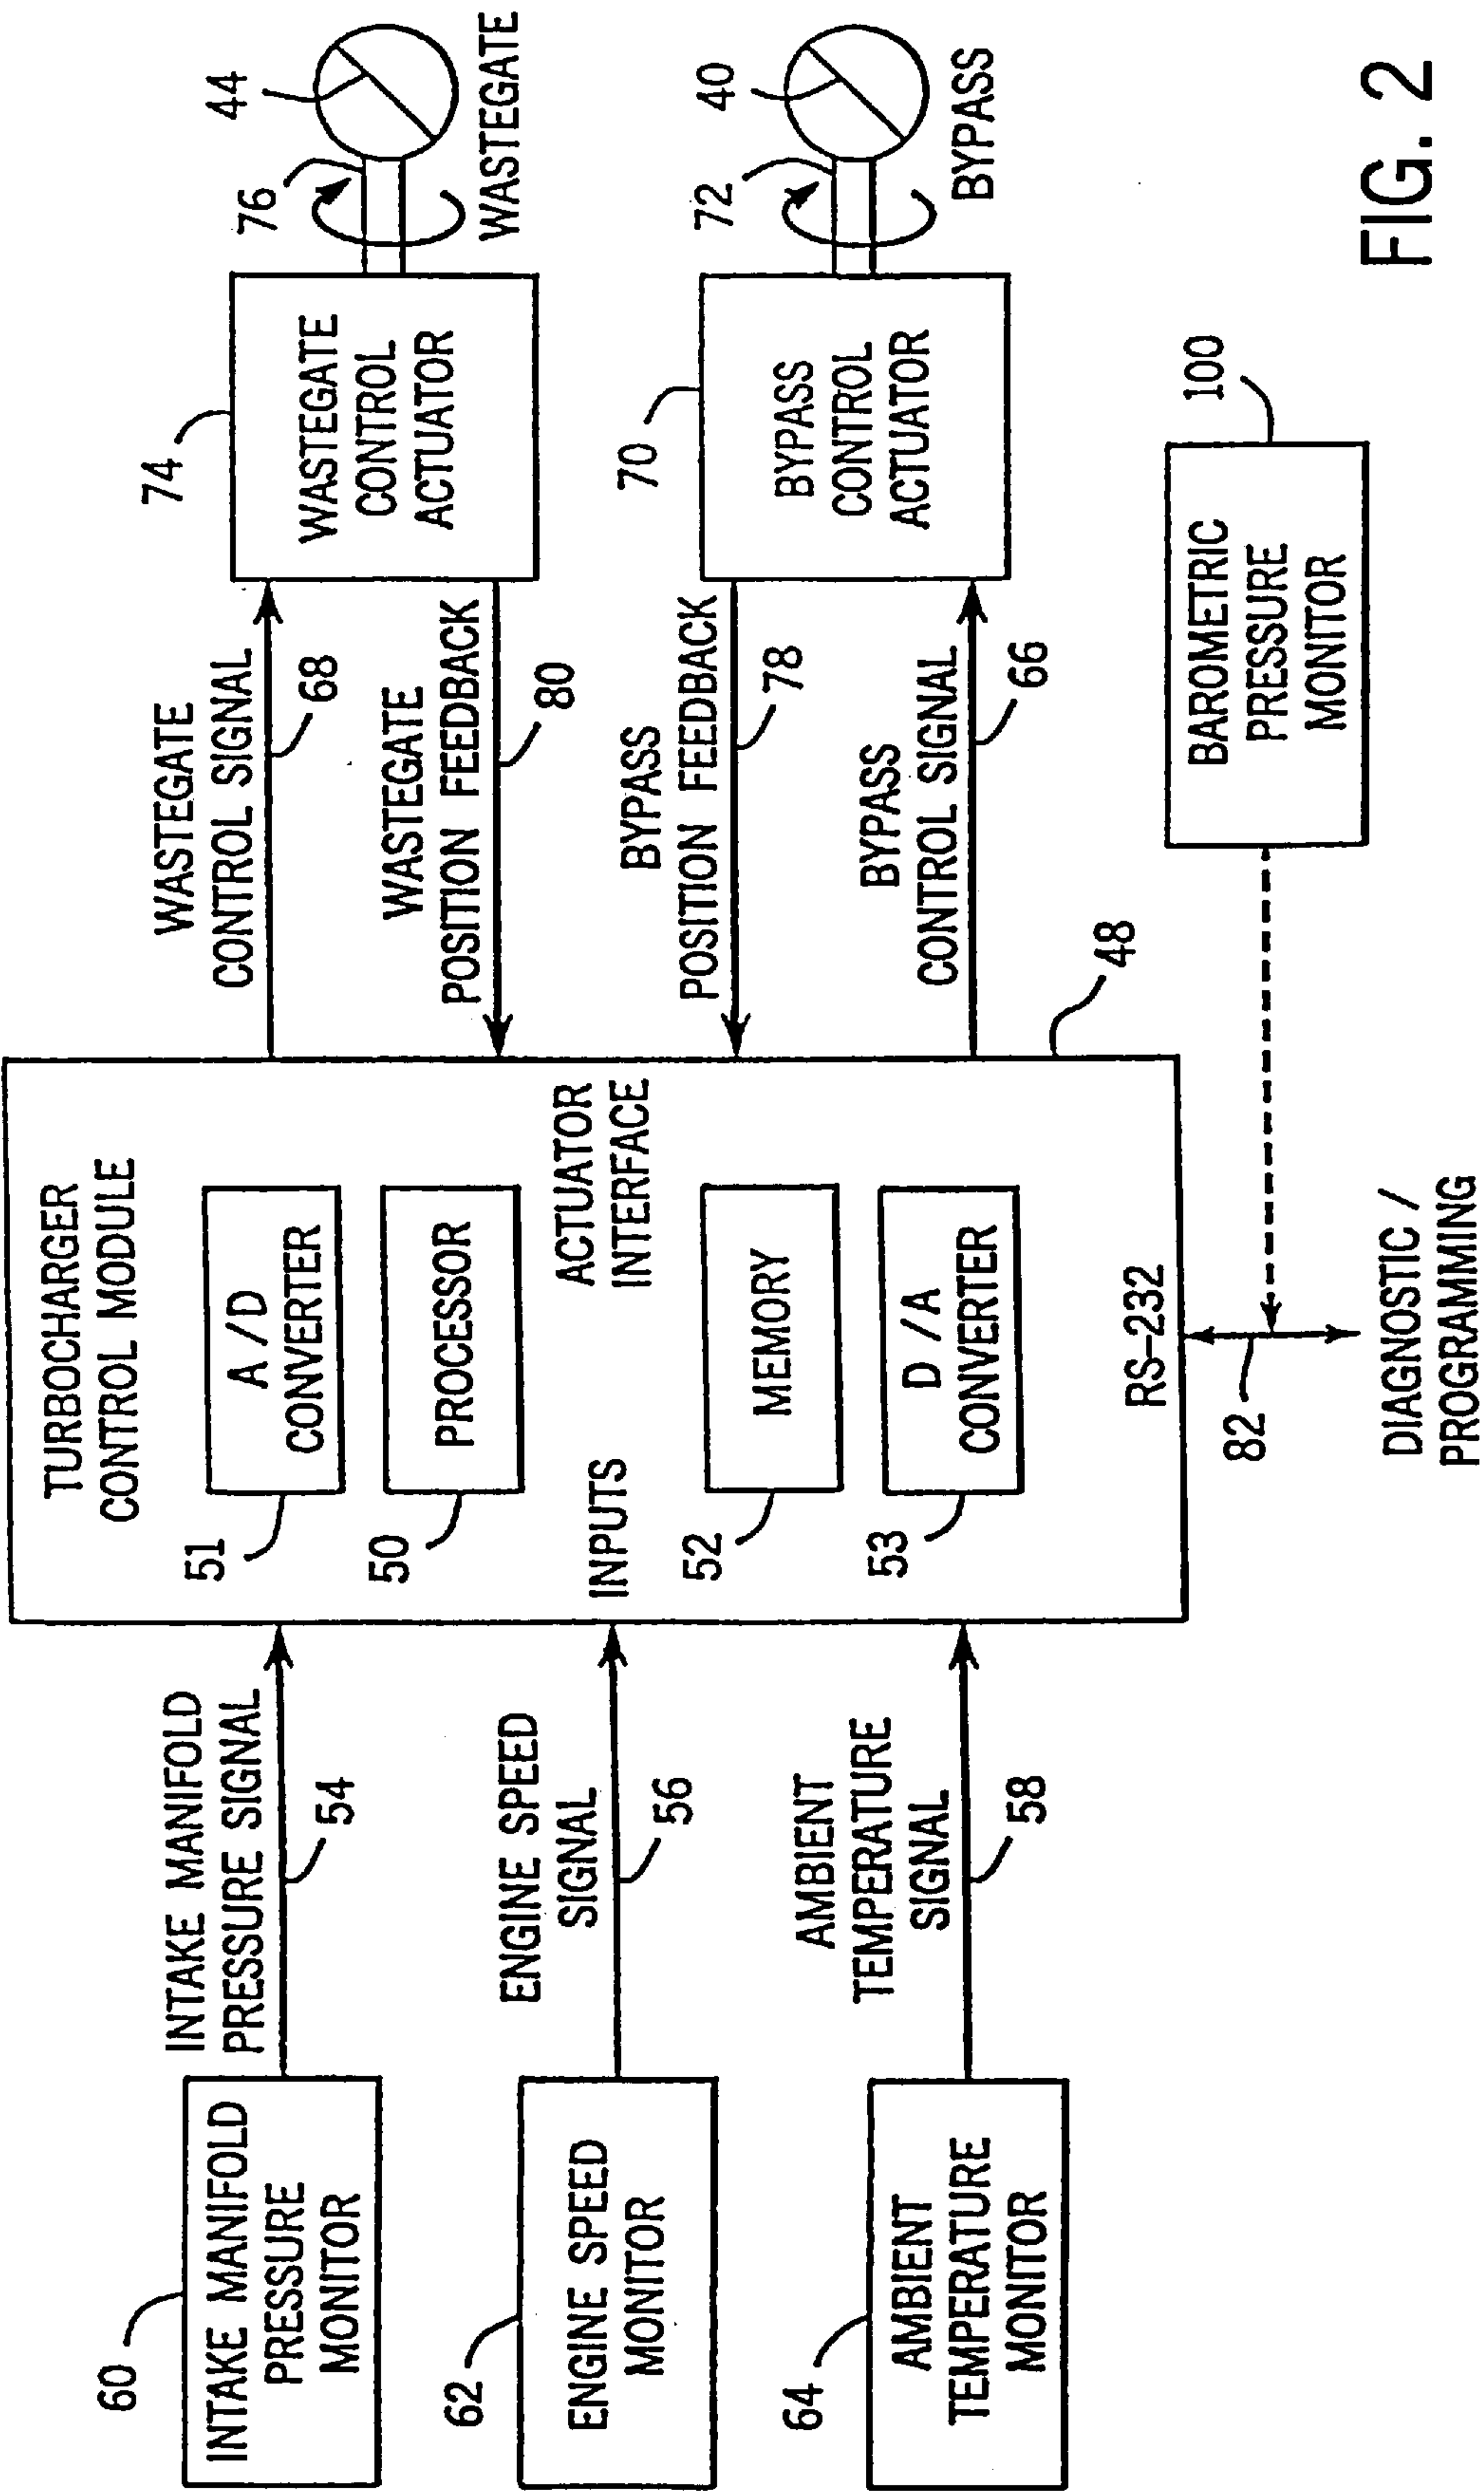 60
INTAKE MANIFOLD
PRESSURE
MONITOR
62
ENGINE SPEED
MONITOR
64
AMBIENT
TEMPERATURE
MONITOR
INTAKE MANIFOLD
PRESSURE SIGNAL
54
ENGINE SPEED
SIGNAL
56
AMBIENT
TEMPERATURE
SIGNAL
58
TURBOCHARGER
CONTROL MODULE
51
A/D
CONVERTER
50
PROCESSOR
INPUTS
ACTUATOR
INTERFACE
52
MEMORY
53
D/A
CONVERTER
RS-232
48
82
DIAGNOSTIC /
PROGRAMMING
WASTEGATE
CONTROL SIGNAL
68
WASTEGATE
POSITION FEEDBACK
80
BYPASS
POSITION FEEDBACK
78
BYPASS
CONTROL SIGNAL
66
74
WASTEGATE
CONTROL
ACTUATOR
70
BYPASS
CONTROL
ACTUATOR
100
BAROMETRIC
PRESSURE
MONITOR
76
44
WASTEGATE
72
40
BYPASS
FIG. 2